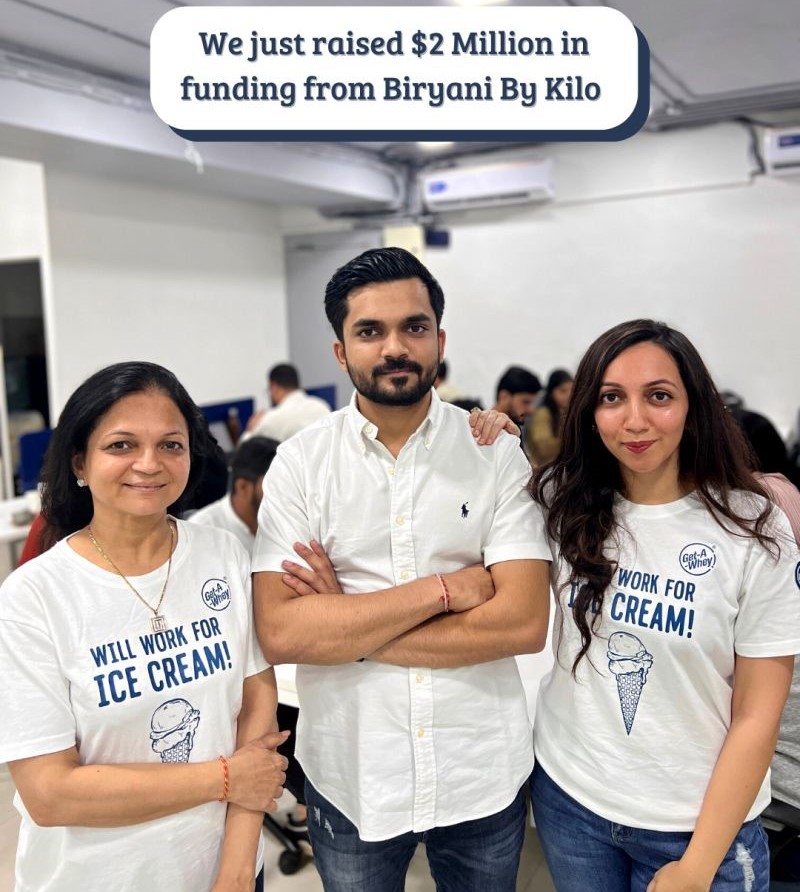 We just raised $2 Million in
funding from Biryani By Kilo
Get-A
-Whey
WILL WORK FOR
ICE CREAM!
Get-A
-Whey
WORK FOR
CREAM!